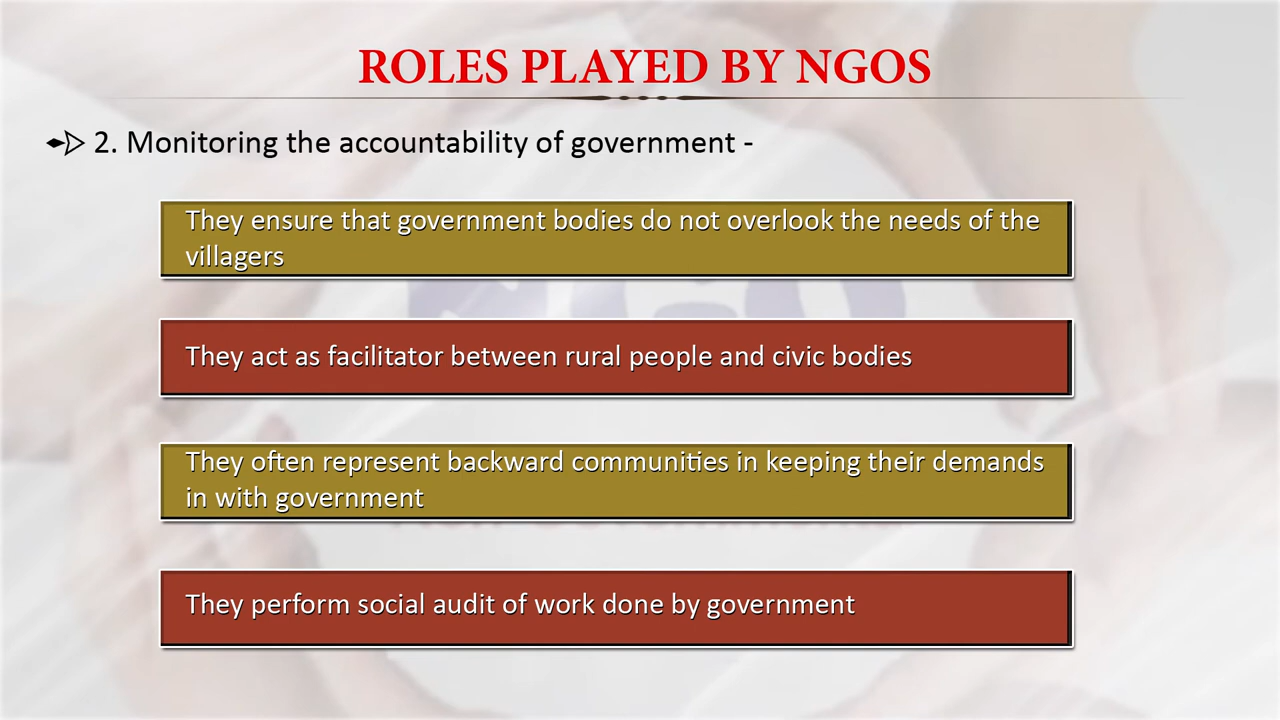 ROLES PLAYED BY NGOS
2. Monitoring the accountability of government -
They ensure that government bodies do not overlook the needs of the
villagers
They act as facilitator between rural people and civic bodies
They often represent backward communities in keeping their demands
in with government
They perform social audit of work done by government